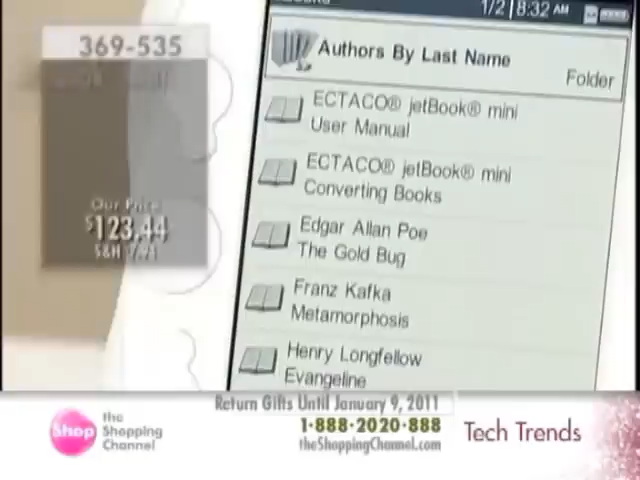 369-535
Our Price
$123.44
S&H
1/2 8:32 AM
Authors By Last Name
Folder
ECTACO® jetBook® mini
User Manual
ECTACO® jetBook® mini
Converting Books
Edgar Allan Poe
The Gold Bug
Franz Kafka
Metamorphosis
Henry Longfellow
Evangeline
Return Gifts Until January 9, 2011
Shop
the
Shopping
Channel
1·888·2020·888
theShoppingChannel.com
Tech Trends